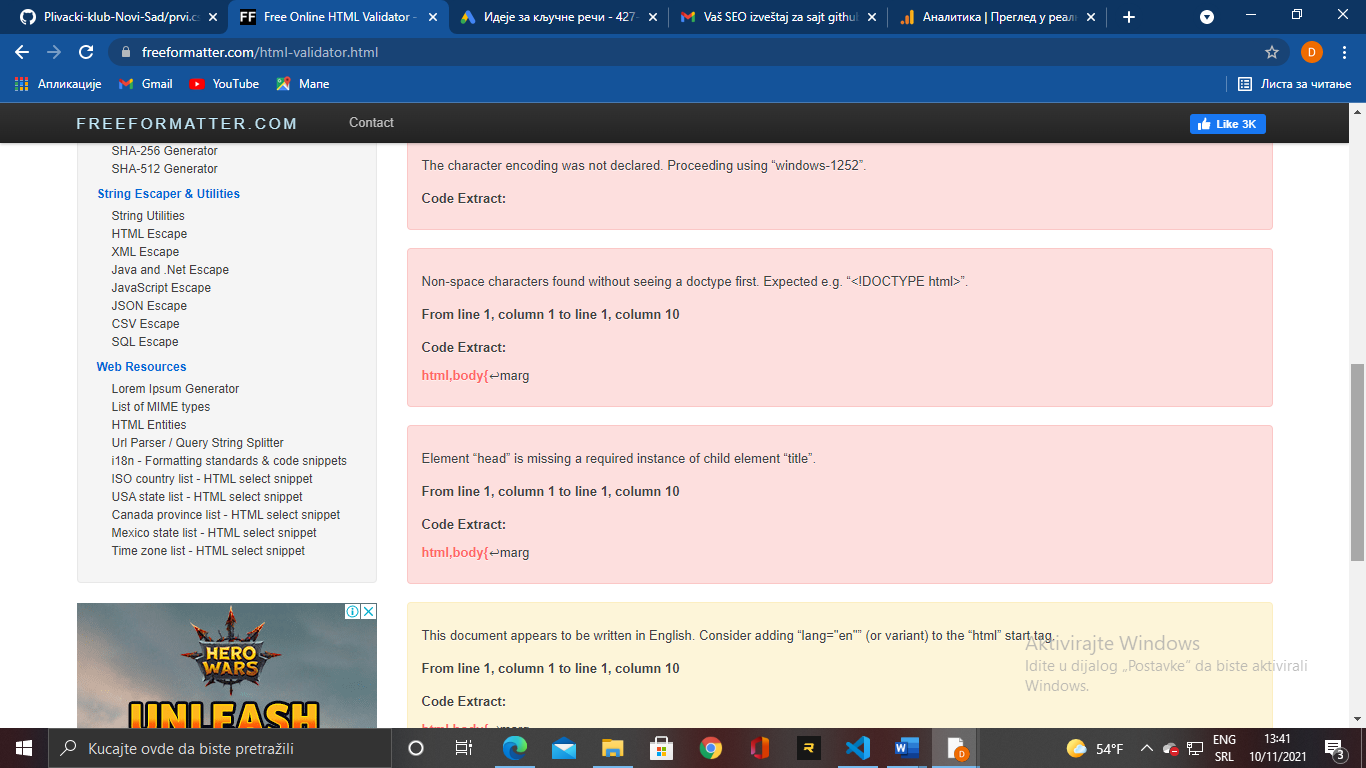 Plivacki-klub-Novi-Sad/prvi.cs
Free Online HTML Validator -
Идеје за кључне речи - 427-
Vaš SEO izveštaj za sajt githul
Аналитика | Преглед у реалн
freeformatter.com/html-validator.html
D
Апликације
Gmail
YouTube
Мапе
Листа за читање
FREEFORMATTER.COM
Contact
Like 3K
SHA-256 Generator
SHA-512 Generator
String Escaper & Utilities
String Utilities
HTML Escape
XML Escape
Java and .Net Escape
JavaScript Escape
JSON Escape
CSV Escape
SQL Escape
Web Resources
Lorem Ipsum Generator
List of MIME types
HTML Entities
Url Parser / Query String Splitter
i18n - Formatting standards & code snippets
ISO country list - HTML select snippet
USA state list - HTML select snippet
Canada province list - HTML select snippet
Mexico state list - HTML select snippet
Time zone list - HTML select snippet
HERO
WARS
UNLEASH
The character encoding was not declared. Proceeding using “windows-1252”.
Code Extract:
Non-space characters found without seeing a doctype first. Expected e.g. “<!DOCTYPE html>”.
From line 1, column 1 to line 1, column 10
Code Extract:
html,body{↩marg
Element “head” is missing a required instance of child element “title”.
From line 1, column 1 to line 1, column 10
Code Extract:
html,body{↩marg
This document appears to be written in English. Consider adding “lang="en"” (or variant) to the “html” start tag.
From line 1, column 1 to line 1, column 10
Code Extract:
html,body{↩marg
Aktivirajte Windows
Idite u dijalog „Postavke“ da biste aktivirali
Windows.
Kucajte ovde da biste pretražili
54°F
ENG
SRL
13:41
10/11/2021
3